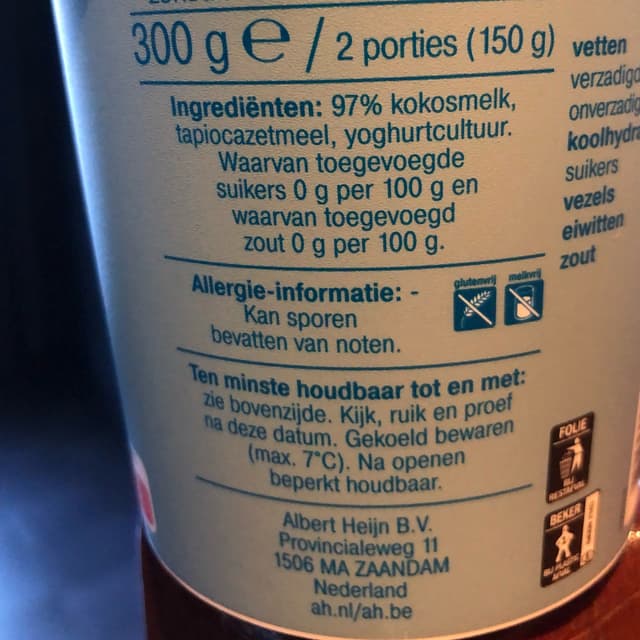 300 g ℮ / 2 porties (150 g)
Ingrediënten: 97% kokosmelk,
tapiocazetmeel, yoghurtcultuur.
Waarvan toegevoegde
suikers 0 g per 100 g en
waarvan toegevoegd
zout 0 g per 100 g.
Allergie-informatie: -
Kan sporen
bevatten van noten.
glutenvrij melkvrij
Ten minste houdbaar tot en met:
zie bovenzijde. Kijk, ruik en proef
na deze datum. Gekoeld bewaren
(max. 7°C). Na openen
beperkt houdbaar.
Albert Heijn B.V.
Provincialeweg 11
1506 MA ZAANDAM
Nederland
ah.nl/ah.be
vetten
suikers
vezels
eiwitten
zout
FOLIE
BIJ
RESTAFVAL
BEKER